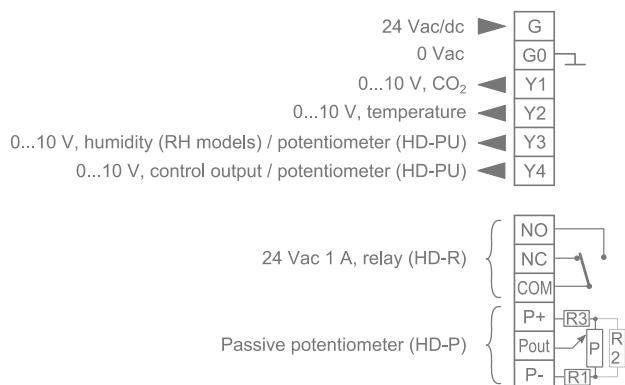 24 Vac/dc G
0 Vac G0
0...10 V, CO₂ Y1
0...10 V, temperature Y2
0...10 V, humidity (RH models) / potentiometer (HD-PU) Y3
0...10 V, control output / potentiometer (HD-PU) Y4
NO
24 Vac 1 A, relay (HD-R) NC
COM
P+ R3
Passive potentiometer (HD-P) Pout P R2
P- R1